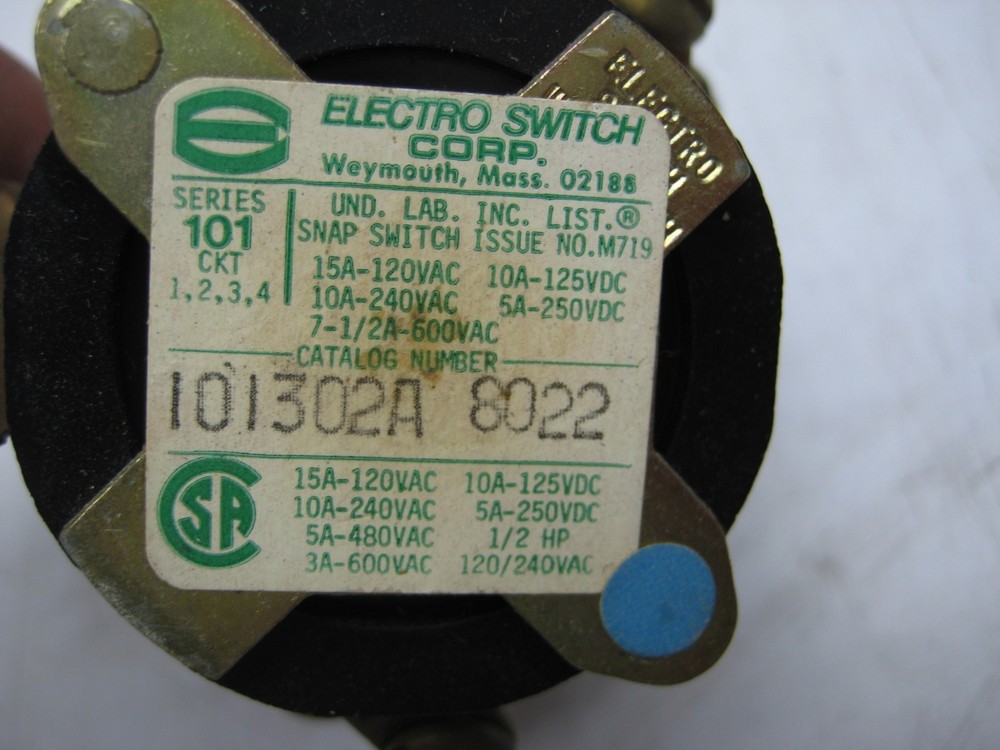 ELECTRO SWITCH
CORP.
Weymouth, Mass. 02188
SERIES
101
CKT
1,2,3,4
UND. LAB. INC. LIST.®
SNAP SWITCH ISSUE NO.M719
15A-120VAC 10A-125VDC
10A-240VAC 5A-250VDC
7-1/2A-600VAC
CATALOG NUMBER
101302A 8022
CSA
15A-120VAC 10A-125VDC
10A-240VAC 5A-250VDC
5A-480VAC 1/2 HP
3A-600VAC 120/240VAC
ELECTRO